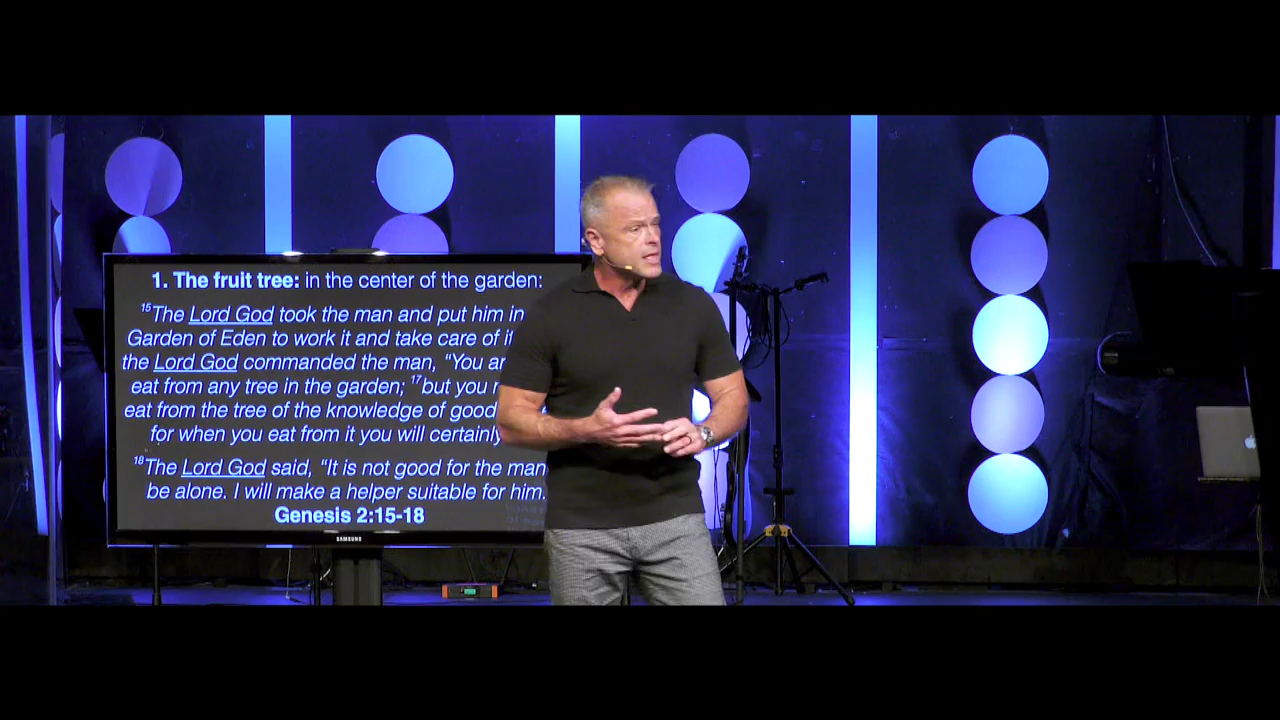 1. The fruit tree: in the center of the garden:
15The Lord God took the man and put him in
Garden of Eden to work it and take care of
the Lord God commanded the man, “You
eat from any tree in the garden; 17but you
eat from the tree of the knowledge of good
for when you eat from it you will certainly
18The Lord God said, “It is not good for the man
be alone. I will make a helper suitable for him.
Genesis 2:15-18
SAMSUNG